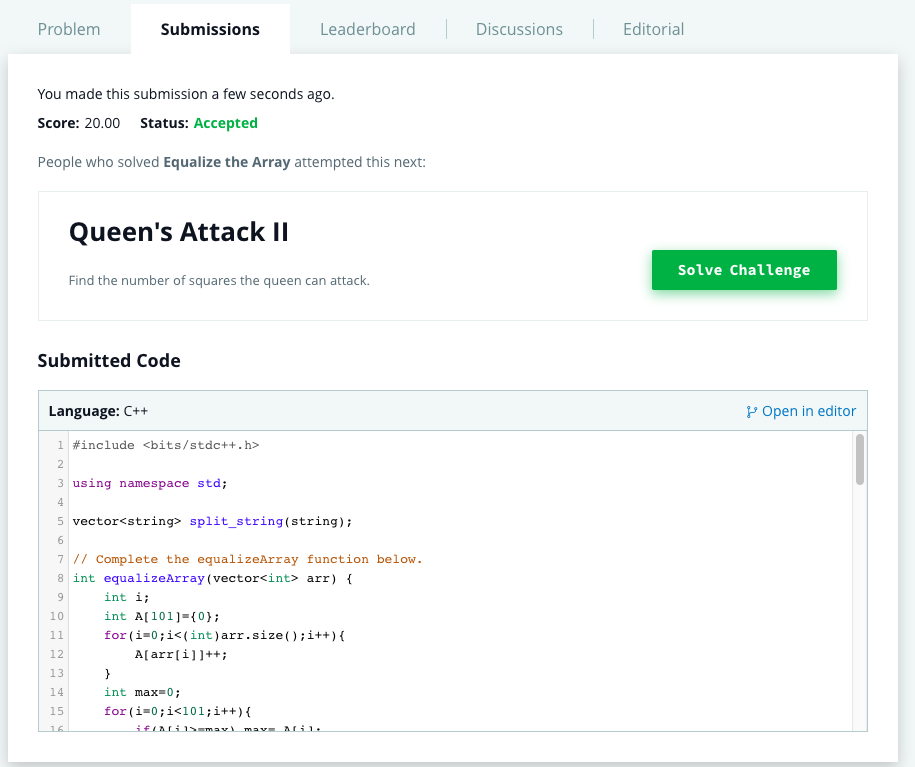 Problem Submissions Leaderboard Discussions Editorial
You made this submission a few seconds ago.
Score: 20.00 Status: Accepted
People who solved Equalize the Array attempted this next:
Queen's Attack II
Find the number of squares the queen can attack.
Solve Challenge
Submitted Code
Language: C++ Open in editor
1 #include <bits/stdc++.h>
2
3 using namespace std;
4
5 vector<string> split_string(string);
6
7 // Complete the equalizeArray function below.
8 int equalizeArray(vector<int> arr) {
9     int i;
10     int A[101]={0};
11     for(i=0;i<(int)arr.size();i++){
12         A[arr[i]]++;
13     }
14     int max=0;
15     for(i=0;i<101;i++){
16         if(A[i]>=max) max= A[i];